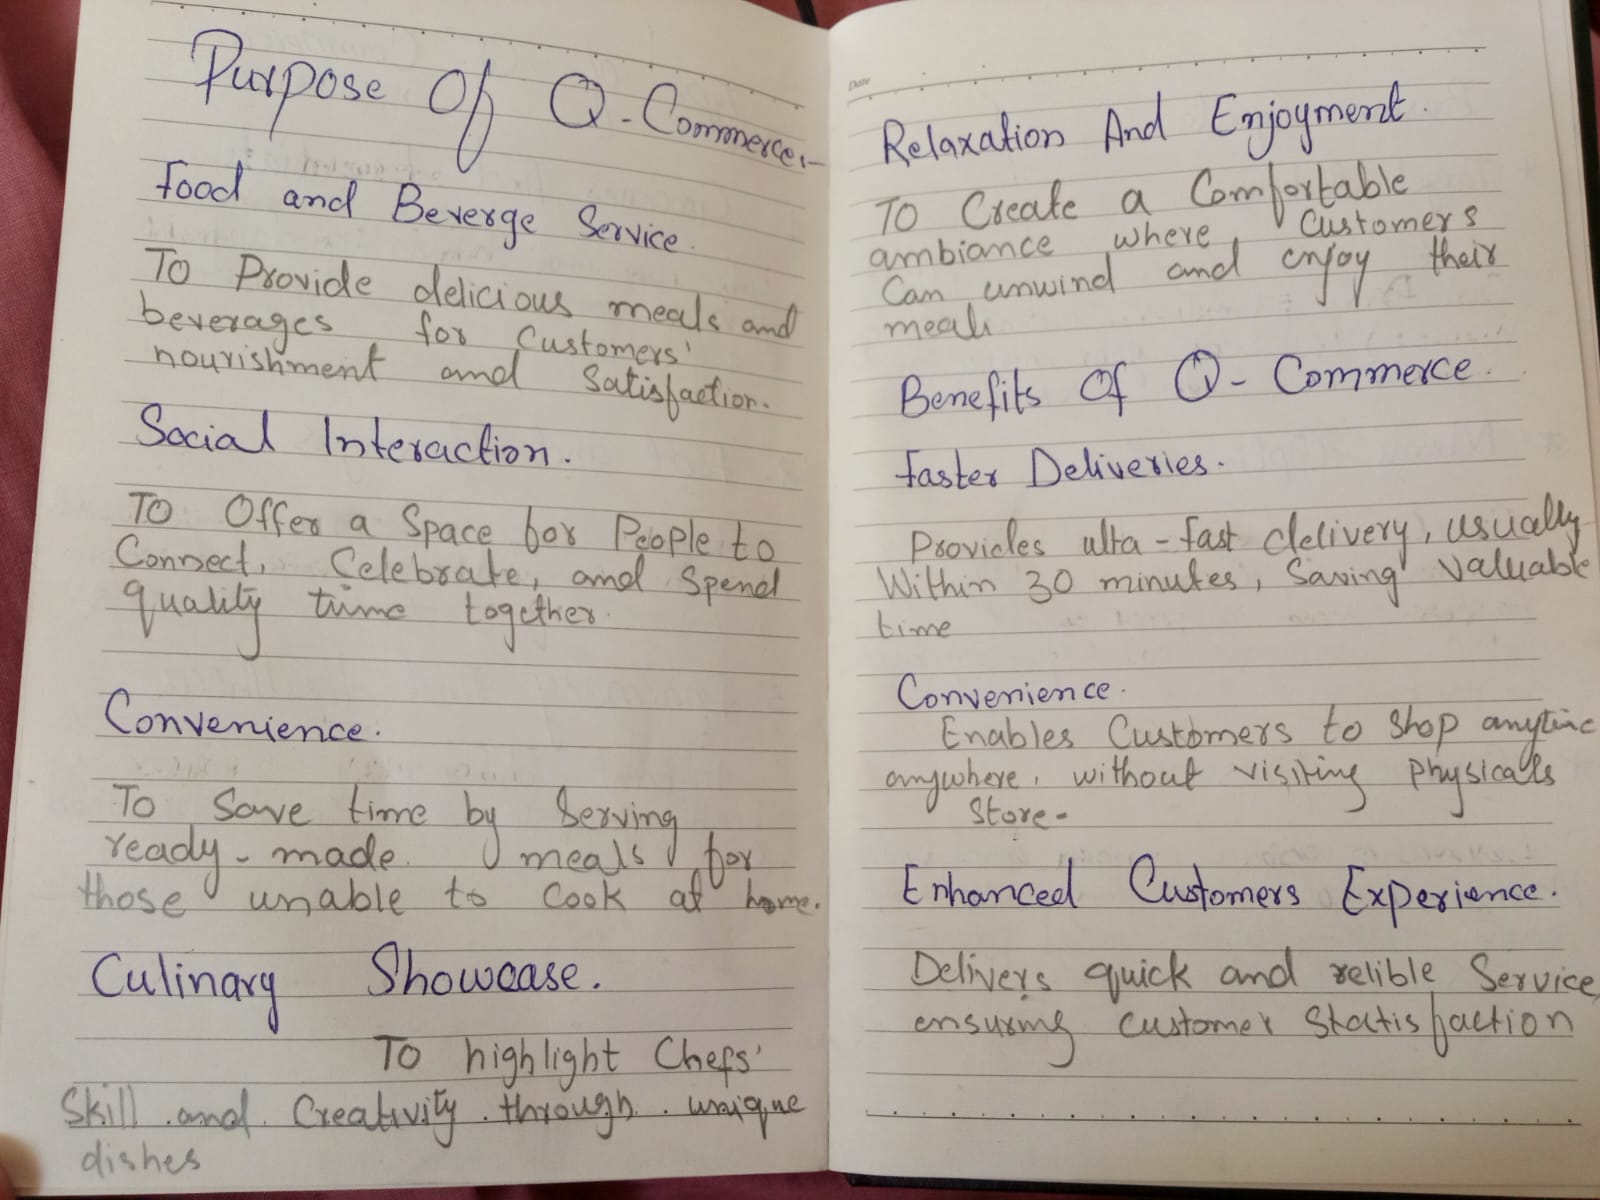 Purpose Of Q-Commerce:-
Food and Beverge Service.
To Provide delicious meals and
beverages for Customers'
nourishment and Satisfaction.
Social Interaction.
To Offer a Space for People to
Connect, Celebrate, and Spend
quality time together.
Convenience.
To Save time by Serving
ready-made meals for
those unable to Cook at home.
Culinary Showcase.
To highlight Chefs'
Skill and Creativity through unique
dishes
Date
Relaxation And Enjoyment.
To Create a Comfortable
ambiance where Customers
Can unwind and enjoy their
meals
Benefits Of Q-Commerce.
Faster Deliveries.
Provides ulta-fast delivery, usually
Within 30 minutes, Saving valuable
time
Convenience.
Enables Customers to Shop anytime
anywhere, without visiting Physicals
Store-
Enhanced Customers Experience.
Delivers quick and relible Service,
ensuring Customer Statisfaction